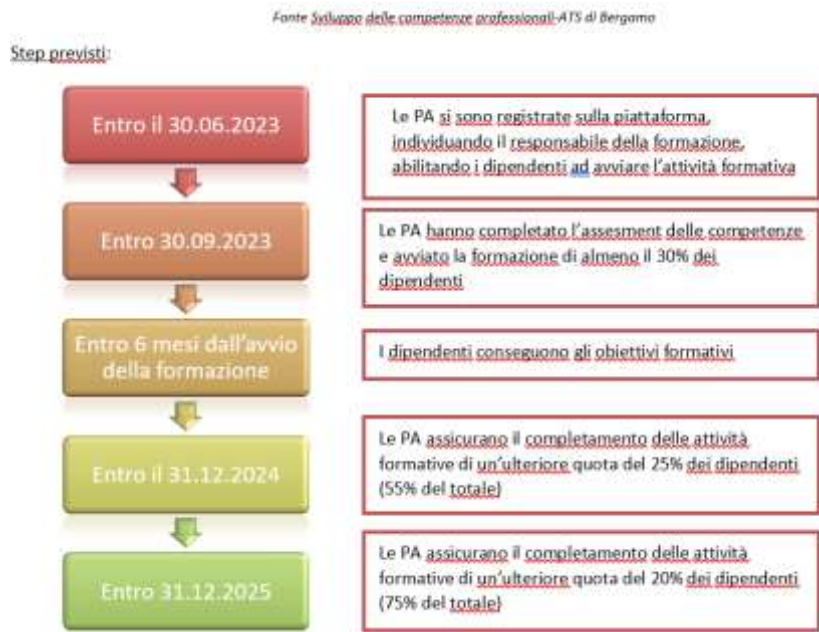 Fonte Sviluppo delle competenze professionali-ATS di Bergamo
Step previsti:
Entro il 30.06.2023
Le PA si sono registrate sulla piattaforma,
individuando il responsabile della formazione,
abilitando i dipendenti ad avviare l'attività formativa
Entro 30.09.2023
Le PA hanno completato l'assesment delle competenze
e avviato la formazione di almeno il 30% dei
dipendenti
Entro 6 mesi dall'avvio
della formazione
I dipendenti conseguono gli obiettivi formativi
Entro il 31.12.2024
Le PA assicurano il completamento delle attività
formative di un'ulteriore quota del 25% dei dipendenti
(55% del totale)
Entro 31.12.2025
Le PA assicurano il completamento delle attività
formative di un'ulteriore quota del 20% dei dipendenti
(75% del totale)